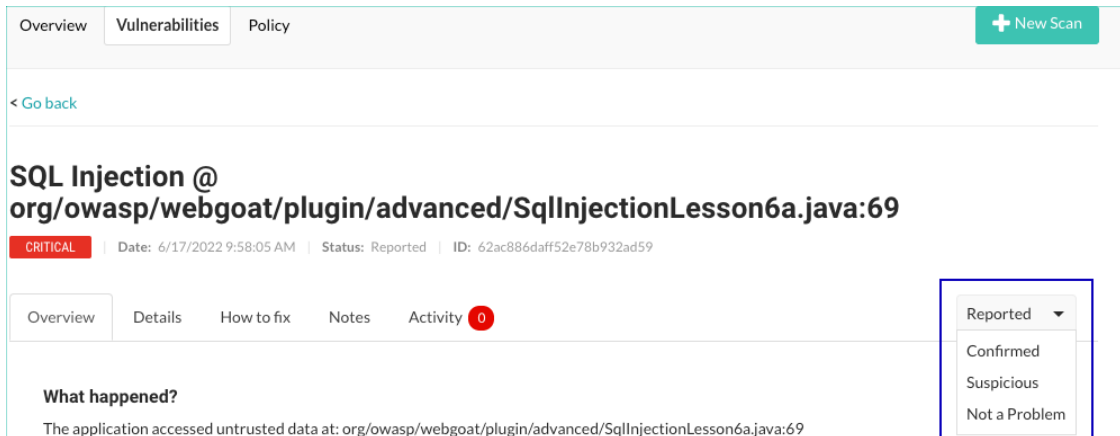 Overview Vulnerabilities Policy New Scan
< Go back
SQL Injection @
org/owasp/webgoat/plugin/advanced/SqlInjectionLesson6a.java:69
CRITICAL | Date: 6/17/2022 9:58:05 AM | Status: Reported | ID: 62ac886daff52e78b932ad59
Overview Details How to fix Notes Activity 0 Reported
Confirmed
Suspicious
What happened?
Not a Problem
The application accessed untrusted data at: org/owasp/webgoat/plugin/advanced/SqlInjectionLesson6a.java:69